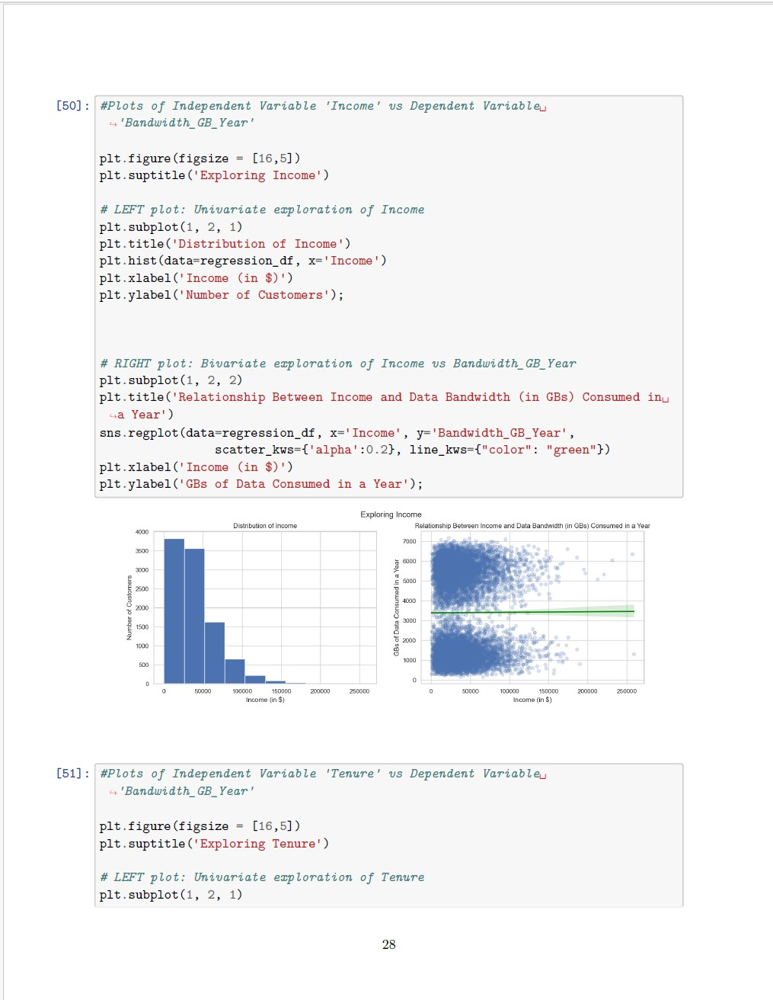 [50]: #Plots of Independent Variable 'Income' vs Dependent Variable␣
↪'Bandwidth_GB_Year'
plt.figure(figsize = [16,5])
plt.suptitle('Exploring Income')
# LEFT plot: Univariate exploration of Income
plt.subplot(1, 2, 1)
plt.title('Distribution of Income')
plt.hist(data=regression_df, x='Income')
plt.xlabel('Income (in $)')
plt.ylabel('Number of Customers');
# RIGHT plot: Bivariate exploration of Income vs Bandwidth_GB_Year
plt.subplot(1, 2, 2)
plt.title('Relationship Between Income and Data Bandwidth (in GBs) Consumed in␣
↪a Year')
sns.regplot(data=regression_df, x='Income', y='Bandwidth_GB_Year',
scatter_kws={'alpha':0.2}, line_kws={"color": "green"})
plt.xlabel('Income (in $)')
plt.ylabel('GBs of Data Consumed in a Year');
Exploring Income
Distribution of Income
Number of Customers
4000
3500
3000
2500
2000
1500
1000
500
0
0 50000 100000 150000 200000 250000
Income (in $)
Relationship Between Income and Data Bandwidth (in GBs) Consumed in a Year
GBs of Data Consumed in a Year
7000
6000
5000
4000
3000
2000
1000
0
0 50000 100000 150000 200000 250000
Income (in $)
[51]: #Plots of Independent Variable 'Tenure' vs Dependent Variable␣
↪'Bandwidth_GB_Year'
plt.figure(figsize = [16,5])
plt.suptitle('Exploring Tenure')
# LEFT plot: Univariate exploration of Tenure
plt.subplot(1, 2, 1)
28